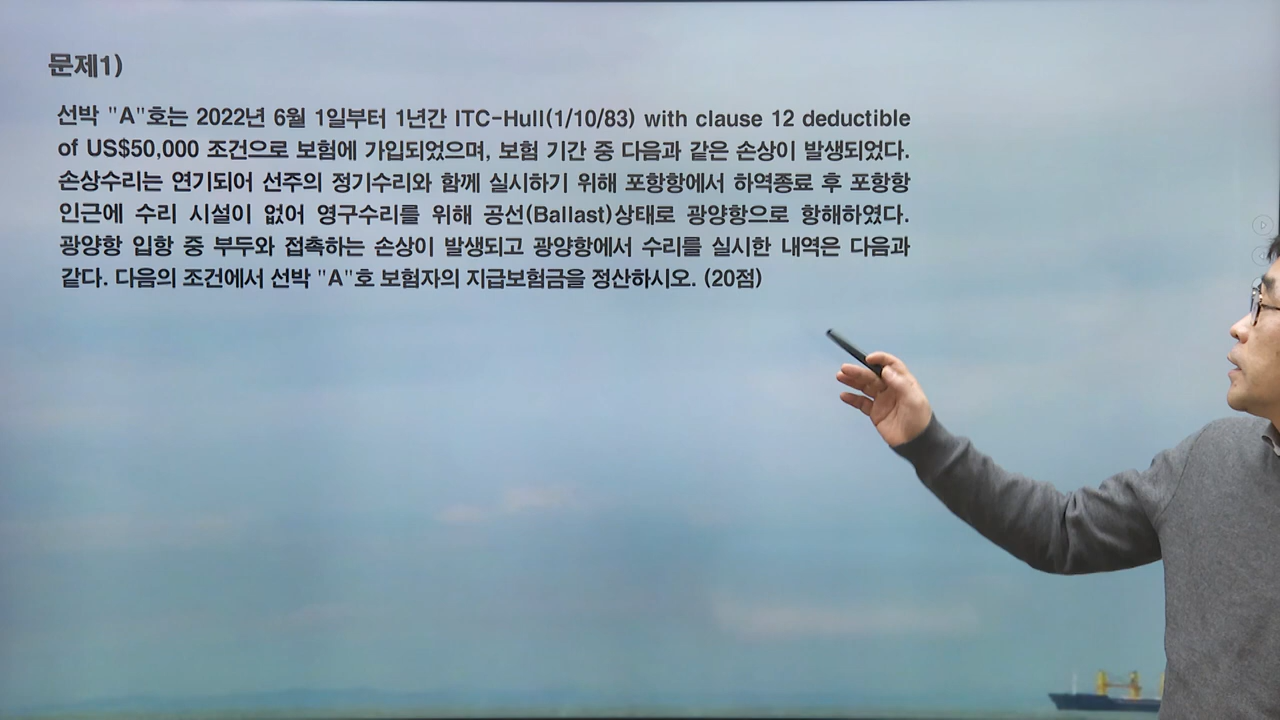 문제1)
선박 "A"호는 2022년 6월 1일부터 1년간 ITC-Hull(1/10/83) with clause 12 deductible
of US$50,000 조건으로 보험에 가입되었으며, 보험 기간 중 다음과 같은 손상이 발생되었다.
손상수리는 연기되어 선주의 정기수리와 함께 실시하기 위해 포항항에서 하역종료 후 포항항
인근에 수리 시설이 없어 영구수리를 위해 공선(Ballast)상태로 광양항으로 항해하였다.
광양항 입항 중 부두와 접촉하는 손상이 발생되고 광양항에서 수리를 실시한 내역은 다음과
같다. 다음의 조건에서 선박 "A"호 보험자의 지급보험금을 정산하시오. (20점)